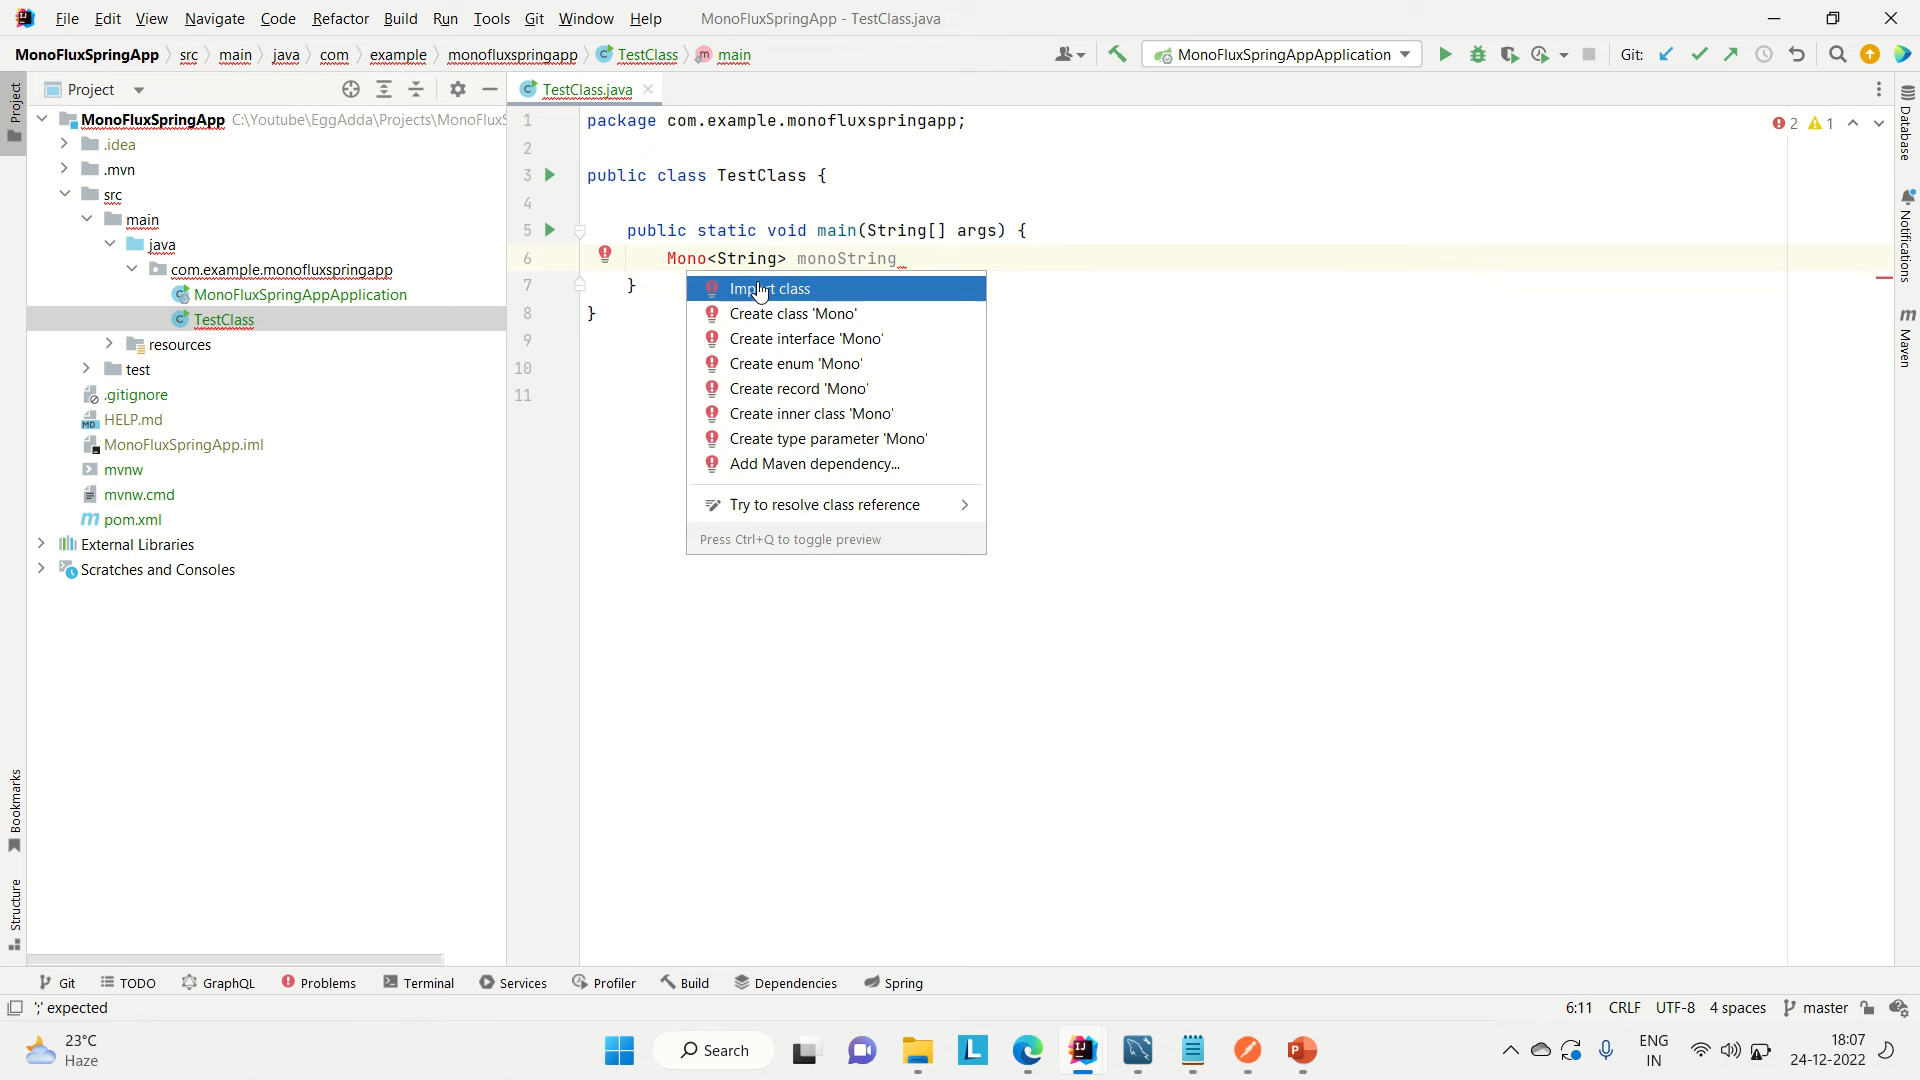 File Edit View Navigate Code Refactor Build Run Tools Git Window Help MonoFluxSpringApp - TestClass.java
MonoFluxSpringApp src main java com example monofluxspringapp TestClass main MonoFluxSpringAppApplication Git:
Project
Project
TestClass.java
MonoFluxSpringApp C:\Youtube\EggAdda\Projects\MonoFlux
.idea
.mvn
src
main
java
com.example.monofluxspringapp
MonoFluxSpringAppApplication
TestClass
resources
test
.gitignore
HELP.md
MonoFluxSpringApp.iml
mvnw
mvnw.cmd
pom.xml
External Libraries
Scratches and Consoles
1 package com.example.monofluxspringapp;
2
3 public class TestClass {
4
5 public static void main(String[] args) {
6 Mono<String> monoString
7 }
8 }
9
10
11
2 1
Import class
Create class 'Mono'
Create interface 'Mono'
Create enum 'Mono'
Create record 'Mono'
Create inner class 'Mono'
Create type parameter 'Mono'
Add Maven dependency...
Try to resolve class reference
Press Ctrl+Q to toggle preview
Database
Notifications
Maven
Bookmarks
Structure
Git TODO GraphQL Problems Terminal Services Profiler Build Dependencies Spring
';' expected 6:11 CRLF UTF-8 4 spaces master
23°C
Haze
Search
ENG
IN
18:07
24-12-2022